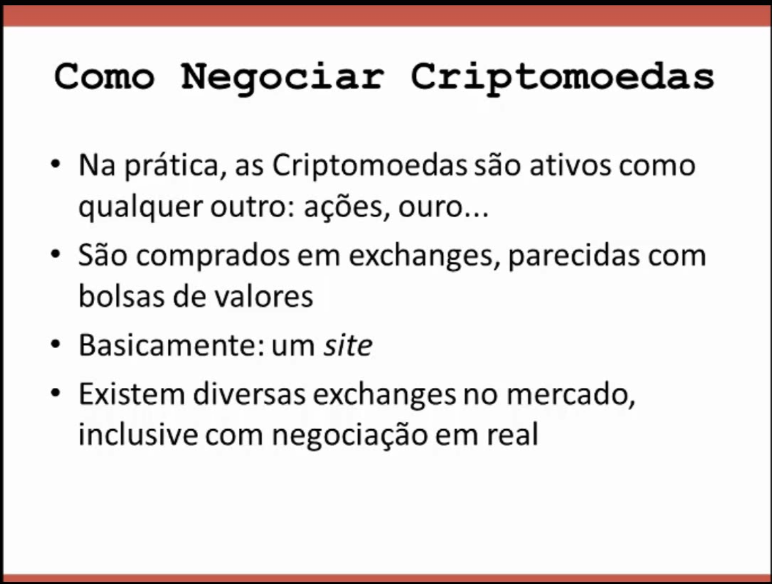 Como Negociar Criptomoedas
• Na prática, as Criptomoedas são ativos como
qualquer outro: ações, ouro...
• São comprados em exchanges, parecidas com
bolsas de valores
• Basicamente: um site
• Existem diversas exchanges no mercado,
inclusive com negociação em real